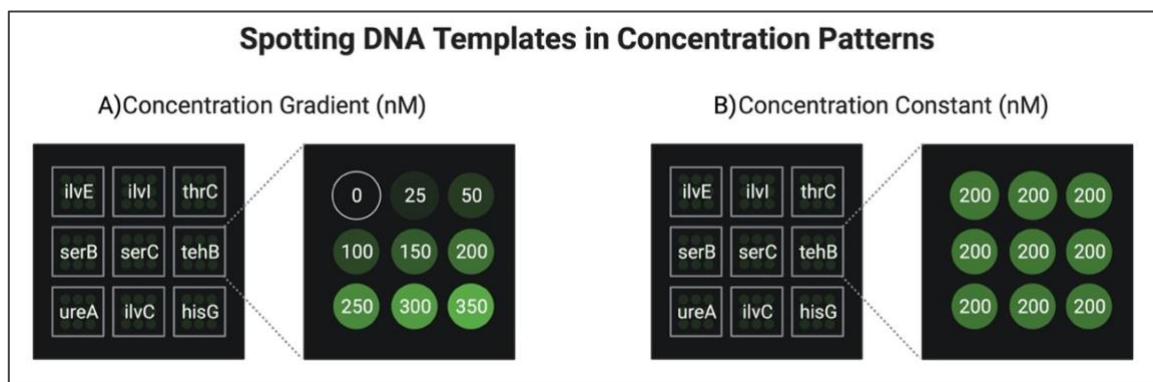 Spotting DNA Templates in Concentration Patterns
A)Concentration Gradient (nM)
ilvE ilvI thrC
serB serC tehB
ureA ilvC hisG
0 25 50
100 150 200
250 300 350
B)Concentration Constant (nM)
ilvE ilvI thrC
serB serC tehB
ureA ilvC hisG
200 200 200
200 200 200
200 200 200